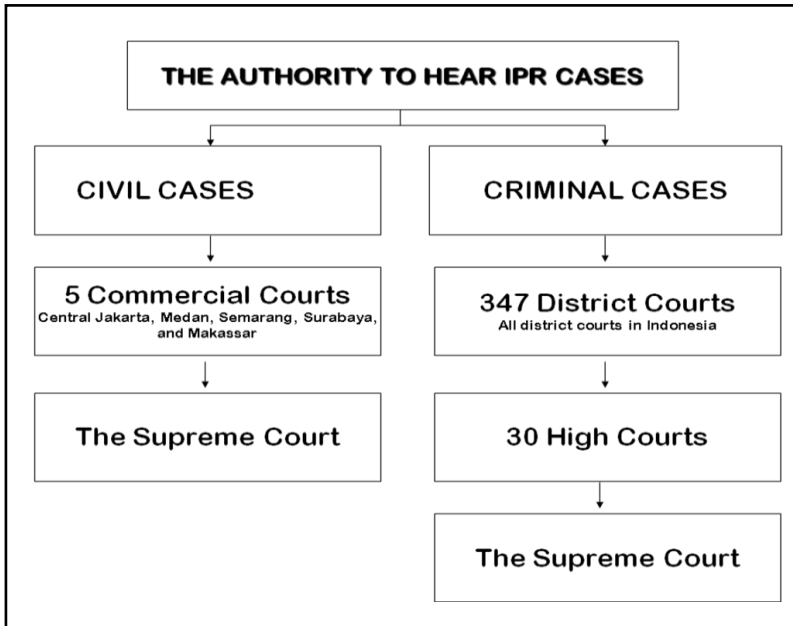 THE AUTHORITY TO HEAR IPR CASES
CIVIL CASES
CRIMINAL CASES
5 Commercial Courts
Central Jakarta, Medan, Semarang, Surabaya,
and Makassar
347 District Courts
All district courts in Indonesia
The Supreme Court
30 High Courts
The Supreme Court